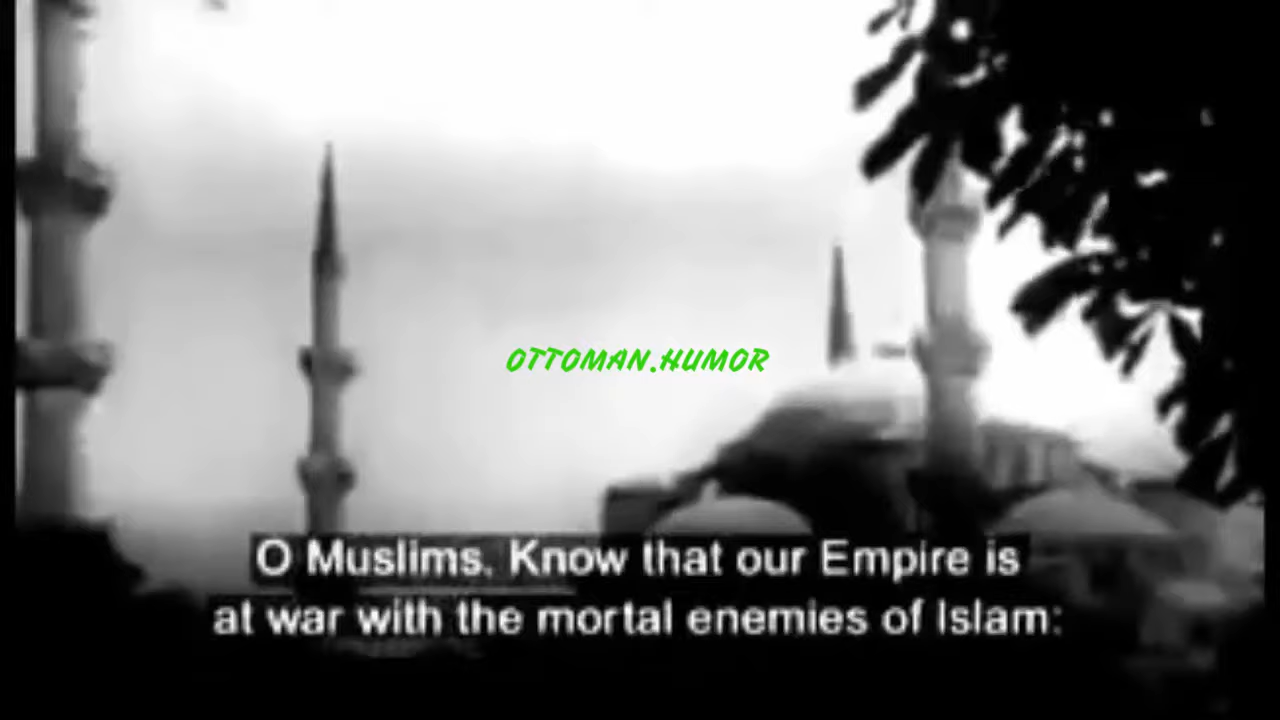 OTTOMAN.HUMOR
O Muslims. Know that our Empire is
at war with the mortal enemies of Islam: